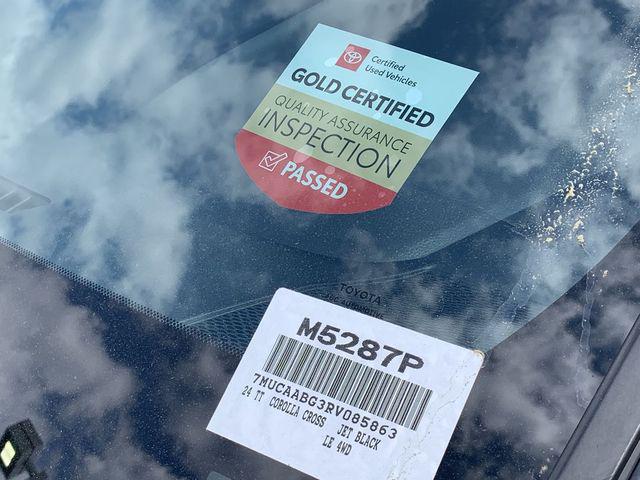 Certified
Used Vehicles
GOLD CERTIFIED
QUALITY ASSURANCE
INSPECTION
PASSED
TOYOTA
M5287P
7MUCAABG3RV085863
24 TT COROLLA CROSS JET BLACK
LE 4WD